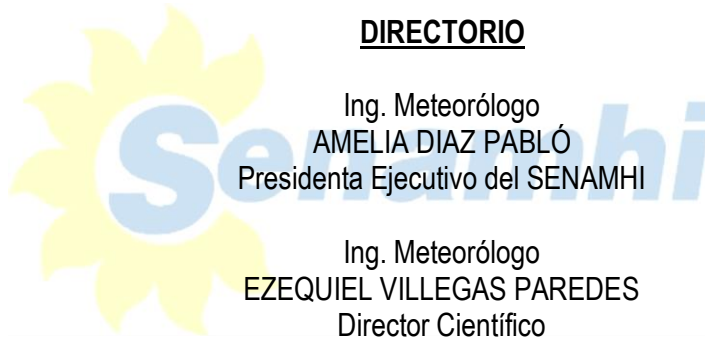 DIRECTORIO
Ing. Meteorólogo
AMELIA DIAZ PABLÓ
Presidenta Ejecutivo del SENAMHI
Senamhi
Ing. Meteorólogo
EZEQUIEL VILLEGAS PAREDES
Director Científico